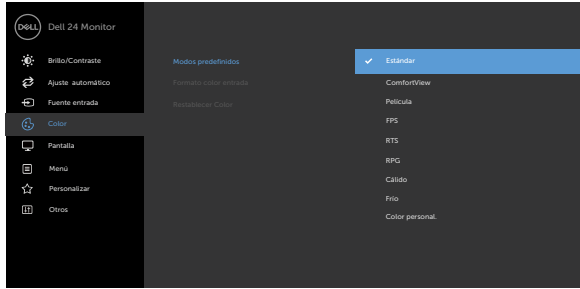 DELL Dell 24 Monitor
Brillo/Contraste
Ajuste automático
Fuente entrada
Color
Pantalla
Menú
Personalizar
Otros
Modos predefinidos
Formato color entrada
Restablecer Color
Estándar
ComfortView
Película
FPS
RTS
RPG
Cálido
Frío
Color personal.